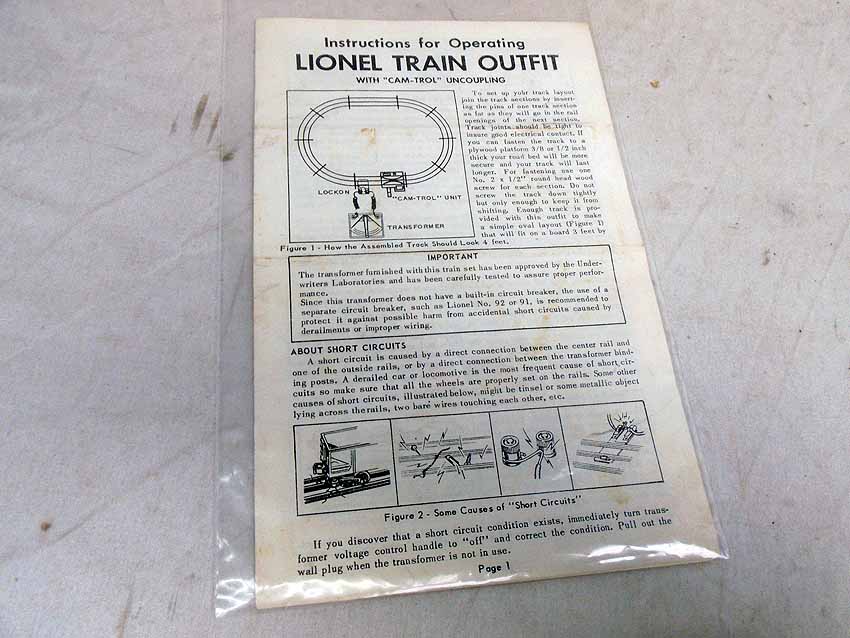 Instructions for Operating
LIONEL TRAIN OUTFIT
WITH "CAM-TROL" UNCOUPLING
To set up your track layout
join the track sections by insert-
ing the pins of one track section
as far as they will go in the rail
openings of the next section.
Track joints should be tight to
insure good electrical contact. If
you can fasten the track to a
plywood platform 3/8 or 1/2 inch
thick your road bed will be more
secure and your track will last
longer. For fastening use one
No. 2 x 1/2" round head wood
screw for each section. Do not
screw the track down tightly
but only enough to keep it from
shifting. Enough track is pro-
vided with this outfit to make
a simple oval layout (Figure 1)
that will fit on a board 3 feet by
4 feet.
LOCKON
"CAM-TROL" UNIT
TRANSFORMER
Figure 1 - How the Assembled Track Should Look
IMPORTANT
The transformer furnished with this train set has been approved by the Under-
writers Laboratories and has been carefully tested to assure proper perfor-
mance.
Since this transformer does not have a built-in circuit breaker, the use of a
separate circuit breaker, such as Lionel No. 92 or 91, is recommended to
protect it against possible harm from accidental short circuits caused by
derailments or improper wiring.
ABOUT SHORT CIRCUITS
A short circuit is caused by a direct connection between the center rail and
one of the outside rails, or by a direct connection between the transformer bind-
ing posts. A derailed car or locomotive is the most frequent cause of short cir-
cuits so make sure that all the wheels are properly set on the rails. Some other
causes of short circuits, illustrated below, might be tinsel or some metallic object
lying across the rails, two bare wires touching each other, etc.
Figure 2 - Some Causes of "Short Circuits"
If you discover that a short circuit condition exists, immediately turn trans-
former voltage control handle to "off" and correct the condition. Pull out the
wall plug when the transformer is not in use.
Page 1